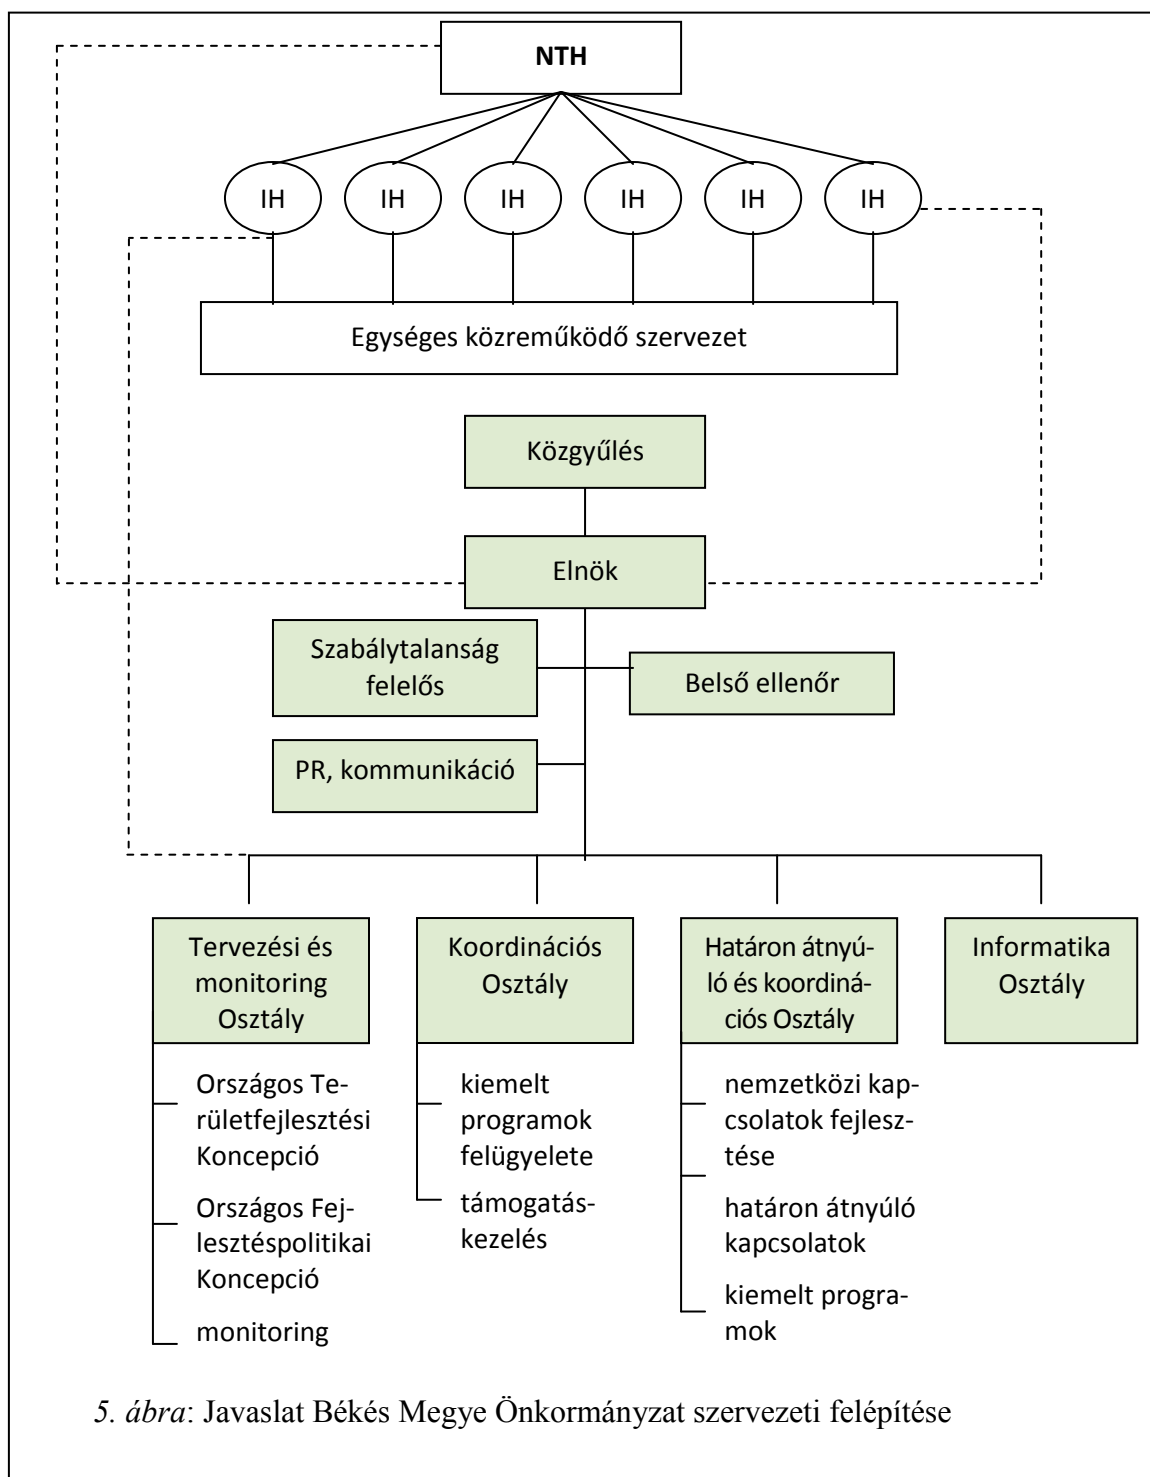 NTH
IH IH IH IH IH IH
Egységes közreműködő szervezet
Közgyűlés
Elnök
Szabálytalanság
felelős
Belső ellenőr
PR, kommunikáció
Tervezési és
monitoring
Osztály
Országos Te-
rületfejlesztési
Koncepció
Országos Fej-
lesztéspolitikai
Koncepció
monitoring
Koordinációs
Osztály
kiemelt
programok
felügyelete
támogatás-
kezelés
Határon átnyú-
ló és koordiná-
ciós Osztály
nemzetközi kap-
csolatok fejlesz-
tése
határon átnyúló
kapcsolatok
kiemelt progra-
mok
Informatika
Osztály
5. ábra: Javaslat Békés Megye Önkormányzat szervezeti felépítése